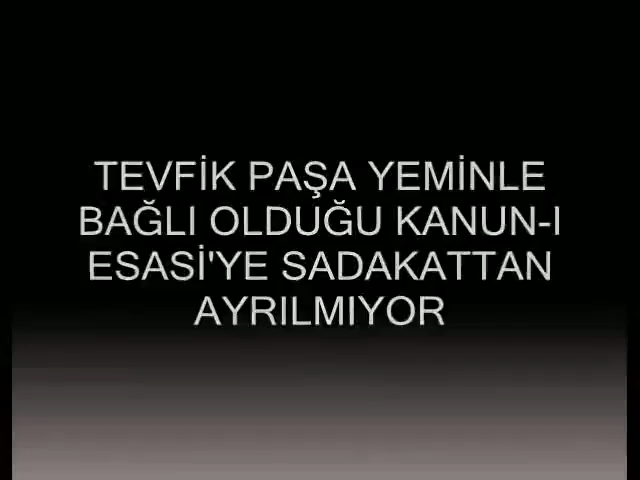 TEVFİK PAŞA YEMİNLE
BAĞLI OLDUĞU KANUN-I
ESASİ'YE SADAKATTAN
AYRILMIYOR